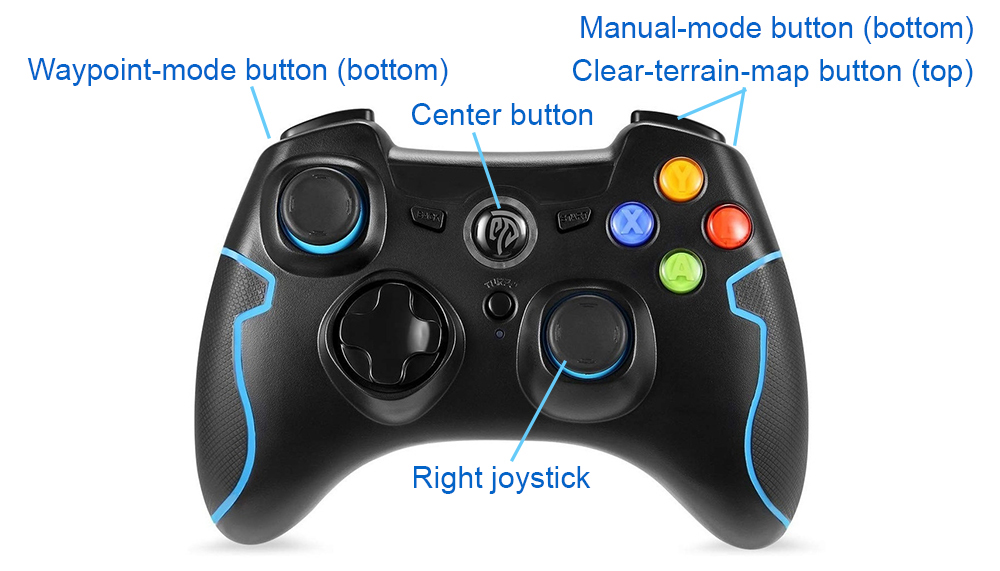 Manual-mode button (bottom)
Waypoint-mode button (bottom)
Clear-terrain-map button (top)
Center button
Y
BACK
START
X
A
TURBO
Right joystick